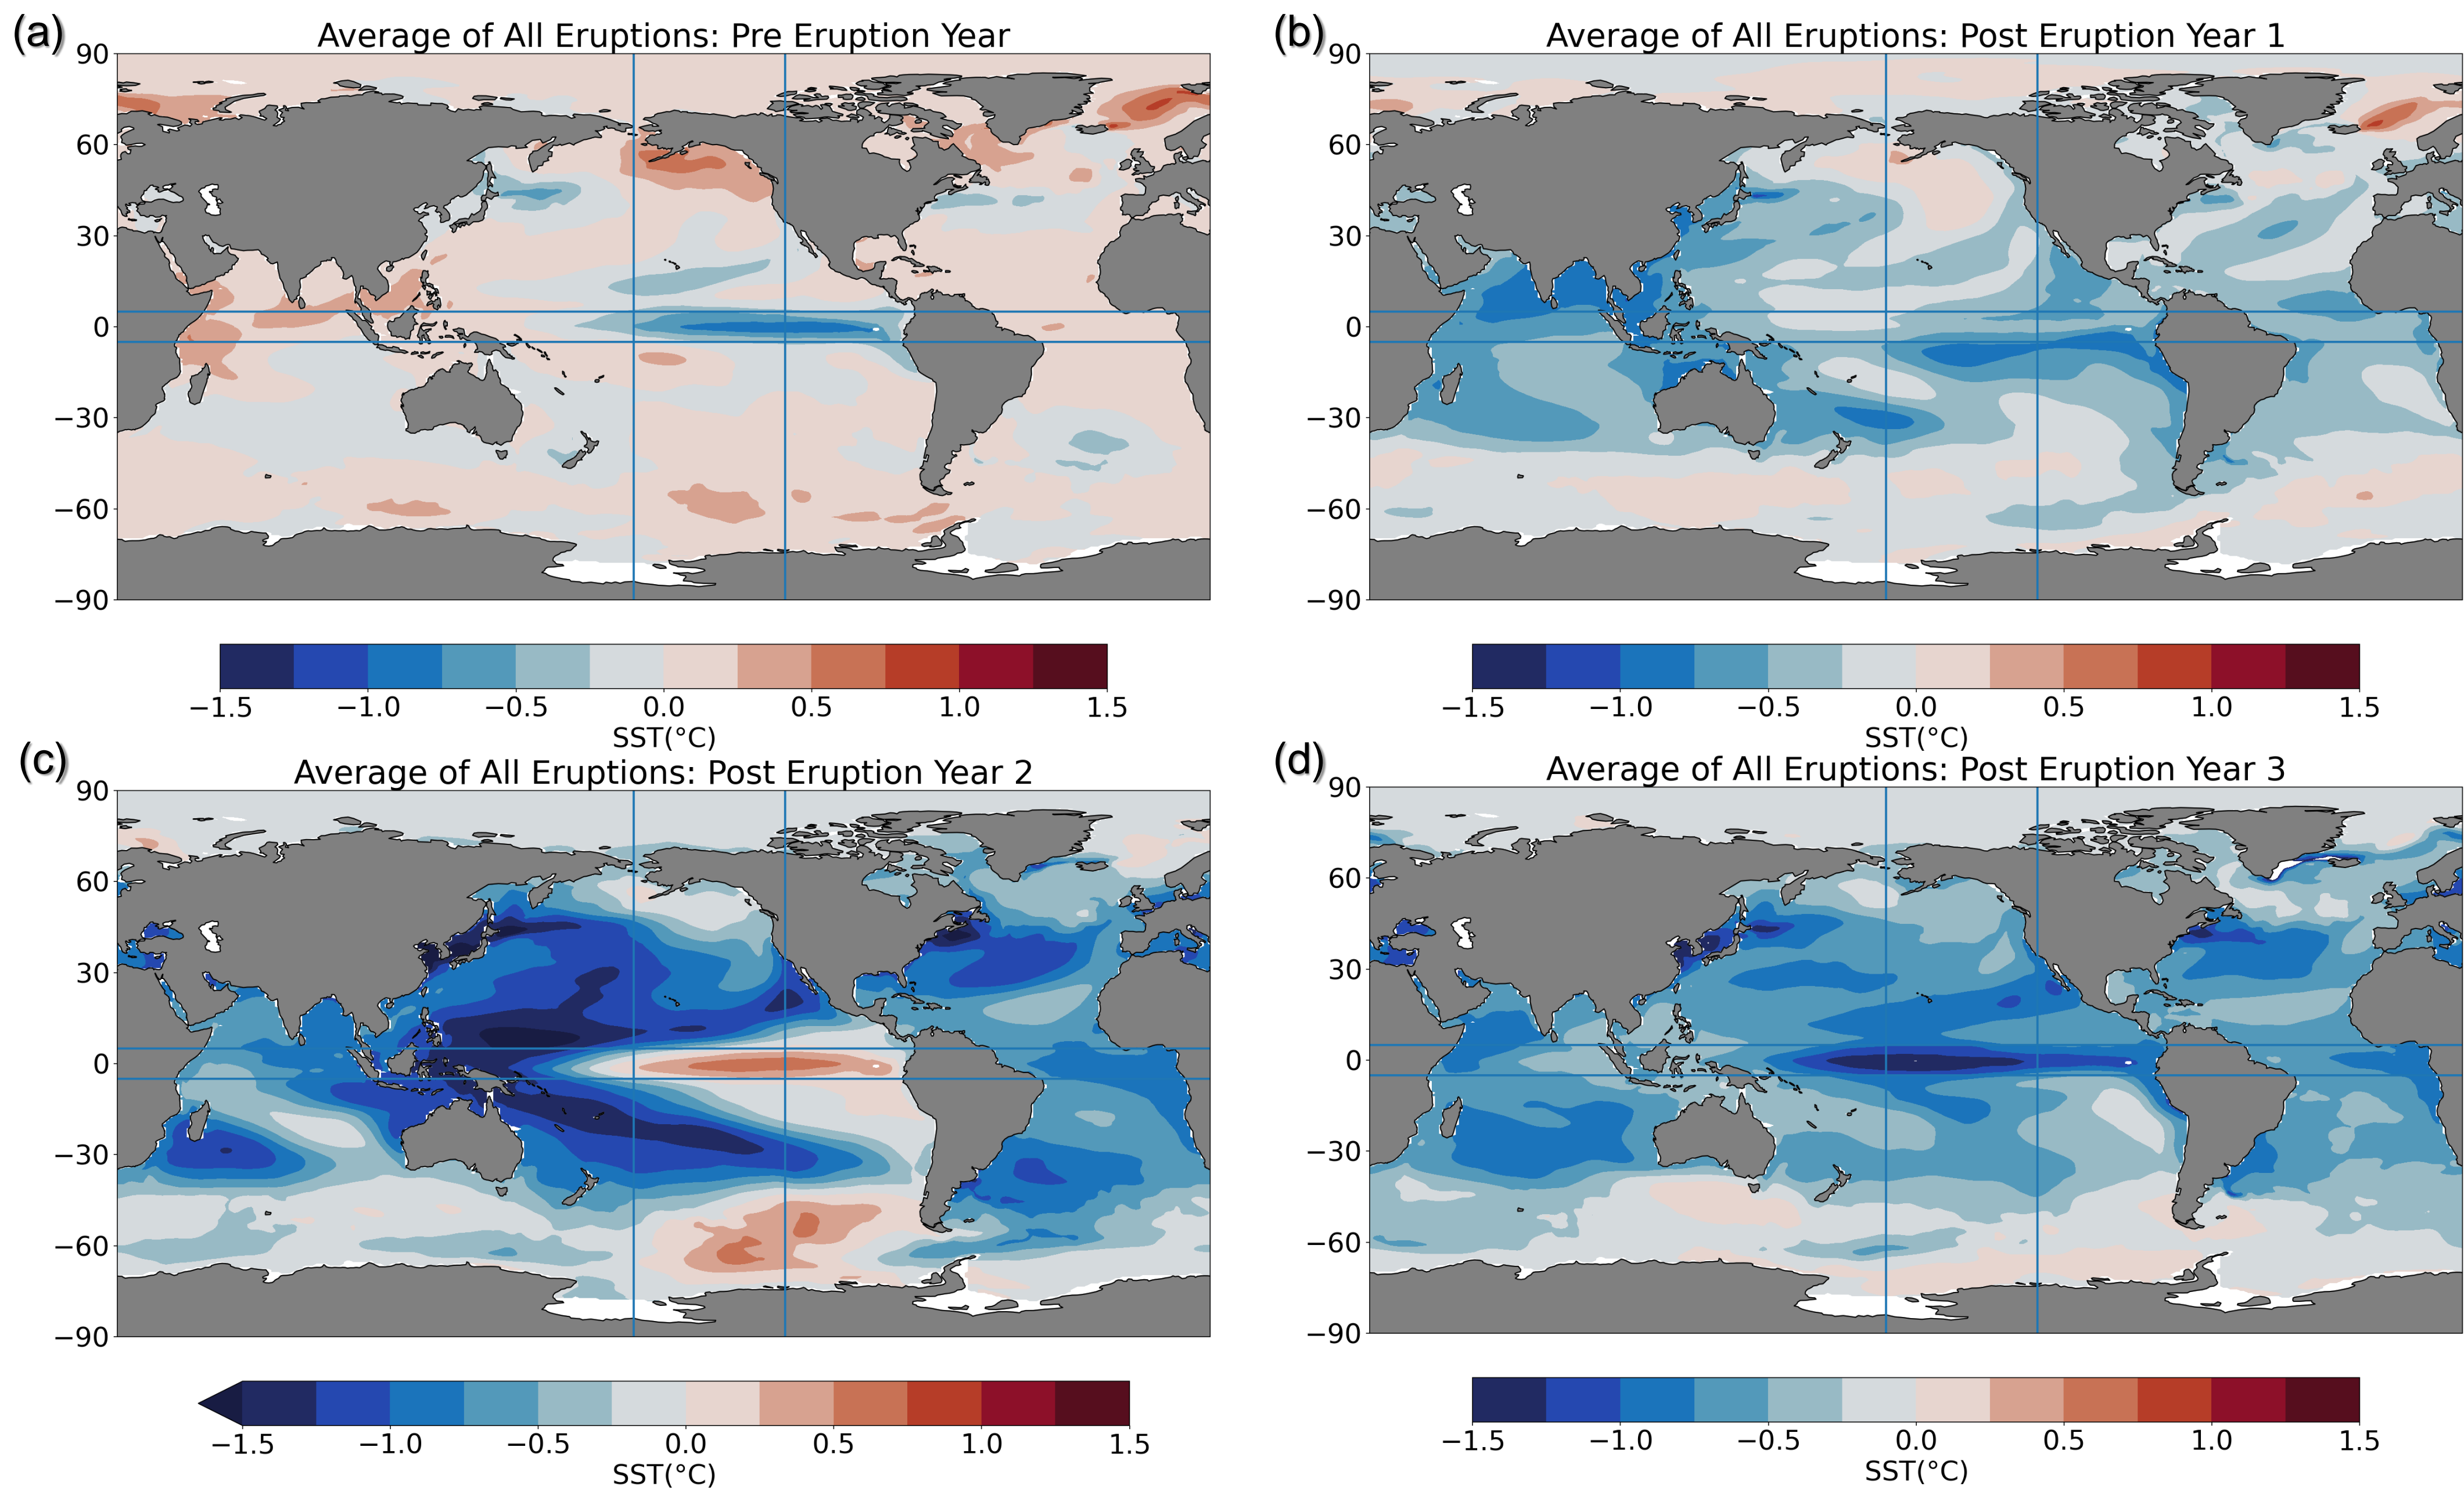 (a)
Average of All Eruptions: Pre Eruption Year
90
60
30
0
−30
−60
−90
−1.5 −1.0 −0.5 0.0 0.5 1.0 1.5
SST(°C)
(b)
Average of All Eruptions: Post Eruption Year 1
90
60
30
0
−30
−60
−90
−1.5 −1.0 −0.5 0.0 0.5 1.0 1.5
SST(°C)
(c)
Average of All Eruptions: Post Eruption Year 2
90
60
30
0
−30
−60
−90
−1.5 −1.0 −0.5 0.0 0.5 1.0 1.5
SST(°C)
(d)
Average of All Eruptions: Post Eruption Year 3
90
60
30
0
−30
−60
−90
−1.5 −1.0 −0.5 0.0 0.5 1.0 1.5
SST(°C)